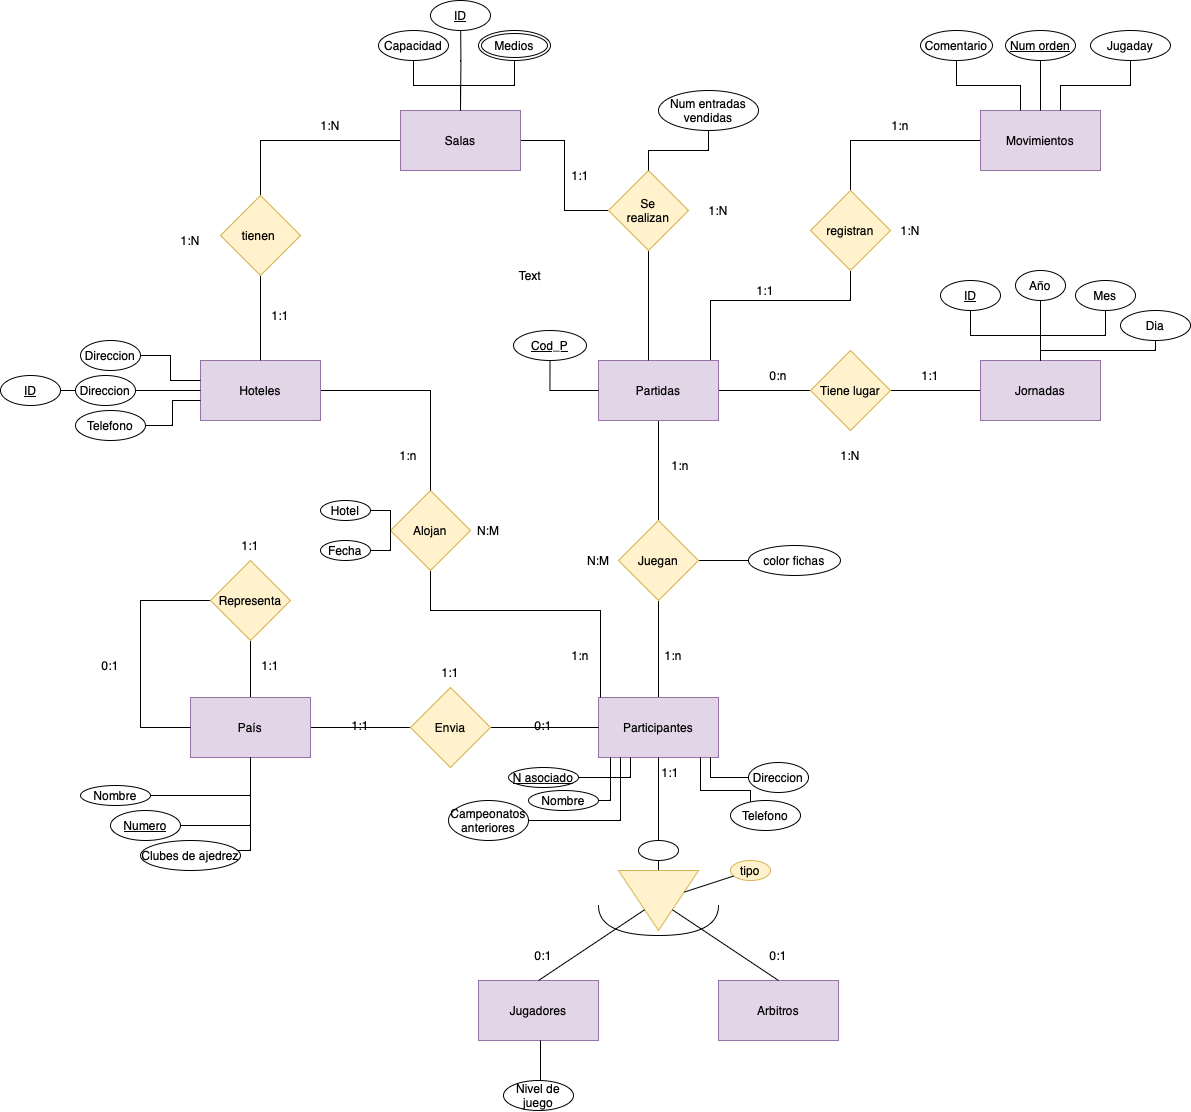 ID
Capacidad
Medios
Comentario
Num orden
Jugaday
Num entradas
vendidas
1:N
Salas
1:n
Movimientos
1:1
Se
realizan
1:N
tienen
1:N
registran
1:N
Text
1:1
1:1
ID
Año
Mes
Dia
Direccion
Cod_P
ID
Direccion
Hoteles
Partidas
0:n
Tiene lugar
1:1
Jornadas
Telefono
1:n
1:n
1:N
Hotel
Alojan
N:M
Fecha
1:1
N:M
Juegan
color fichas
Representa
0:1
1:1
1:n
1:n
1:1
País
1:1
Envia
0:1
Participantes
N asociado
1:1
Direccion
Nombre
Nombre
Campeonatos
anteriores
Telefono
Numero
Clubes de ajedrez
tipo
0:1
0:1
Jugadores
Arbitros
Nivel de
juego